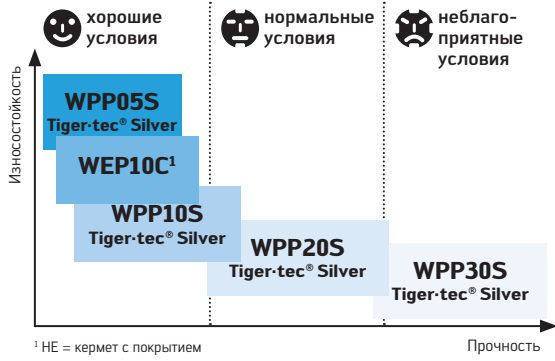 хорошие
условия
нормальные
условия
неблаго-
приятные
условия
Износостойкость
WPP05S
Tiger·tec® Silver
WEP10C¹
WPP10S
Tiger·tec® Silver
WPP20S
Tiger·tec® Silver
WPP30S
Tiger·tec® Silver
¹ HE = кермет с покрытием
Прочность